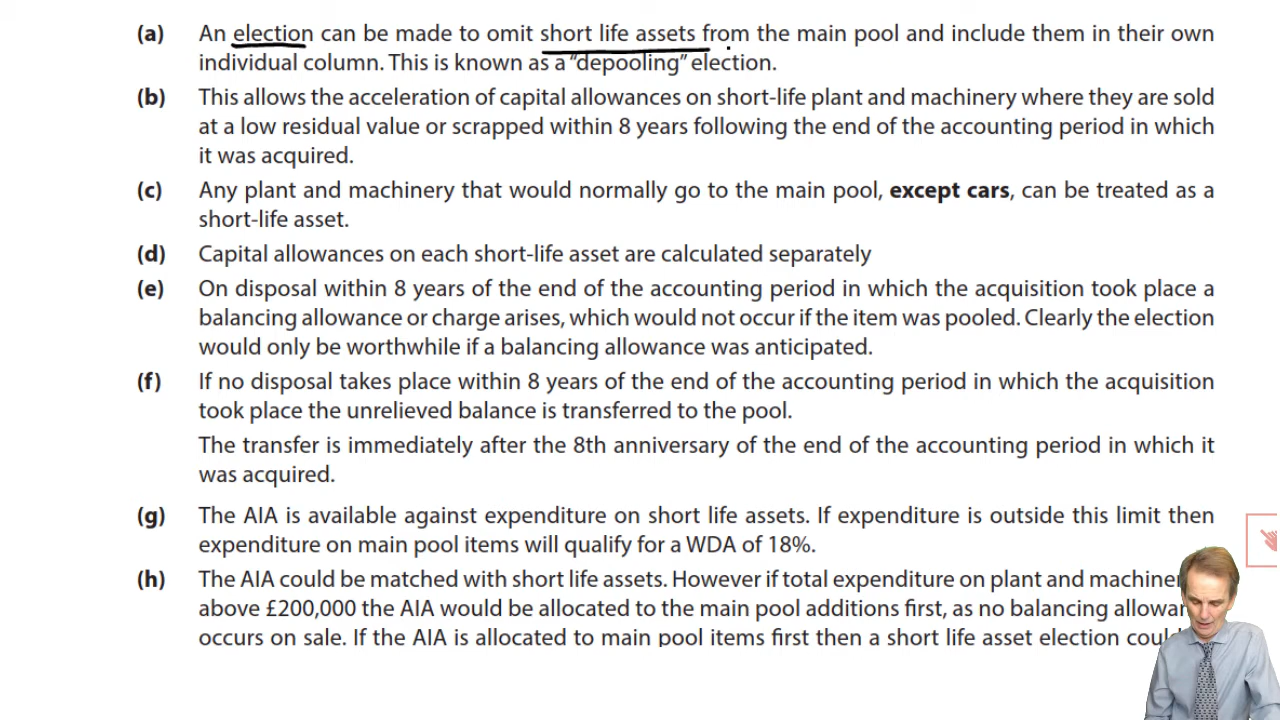 (a) An election can be made to omit short life assets from the main pool and include them in their own
individual column. This is known as a "depooling" election.
(b) This allows the acceleration of capital allowances on short-life plant and machinery where they are sold
at a low residual value or scrapped within 8 years following the end of the accounting period in which
it was acquired.
(c) Any plant and machinery that would normally go to the main pool, except cars, can be treated as a
short-life asset.
(d) Capital allowances on each short-life asset are calculated separately
(e) On disposal within 8 years of the end of the accounting period in which the acquisition took place a
balancing allowance or charge arises, which would not occur if the item was pooled. Clearly the election
would only be worthwhile if a balancing allowance was anticipated.
(f) If no disposal takes place within 8 years of the end of the accounting period in which the acquisition
took place the unrelieved balance is transferred to the pool.
The transfer is immediately after the 8th anniversary of the end of the accounting period in which it
was acquired.
(g) The AIA is available against expenditure on short life assets. If expenditure is outside this limit then
expenditure on main pool items will qualify for a WDA of 18%.
(h) The AIA could be matched with short life assets. However if total expenditure on plant and
above £200,000 the AIA would be allocated to the main pool additions first, as no balancing
occurs on sale. If the AIA is allocated to main pool items first then a short life asset election